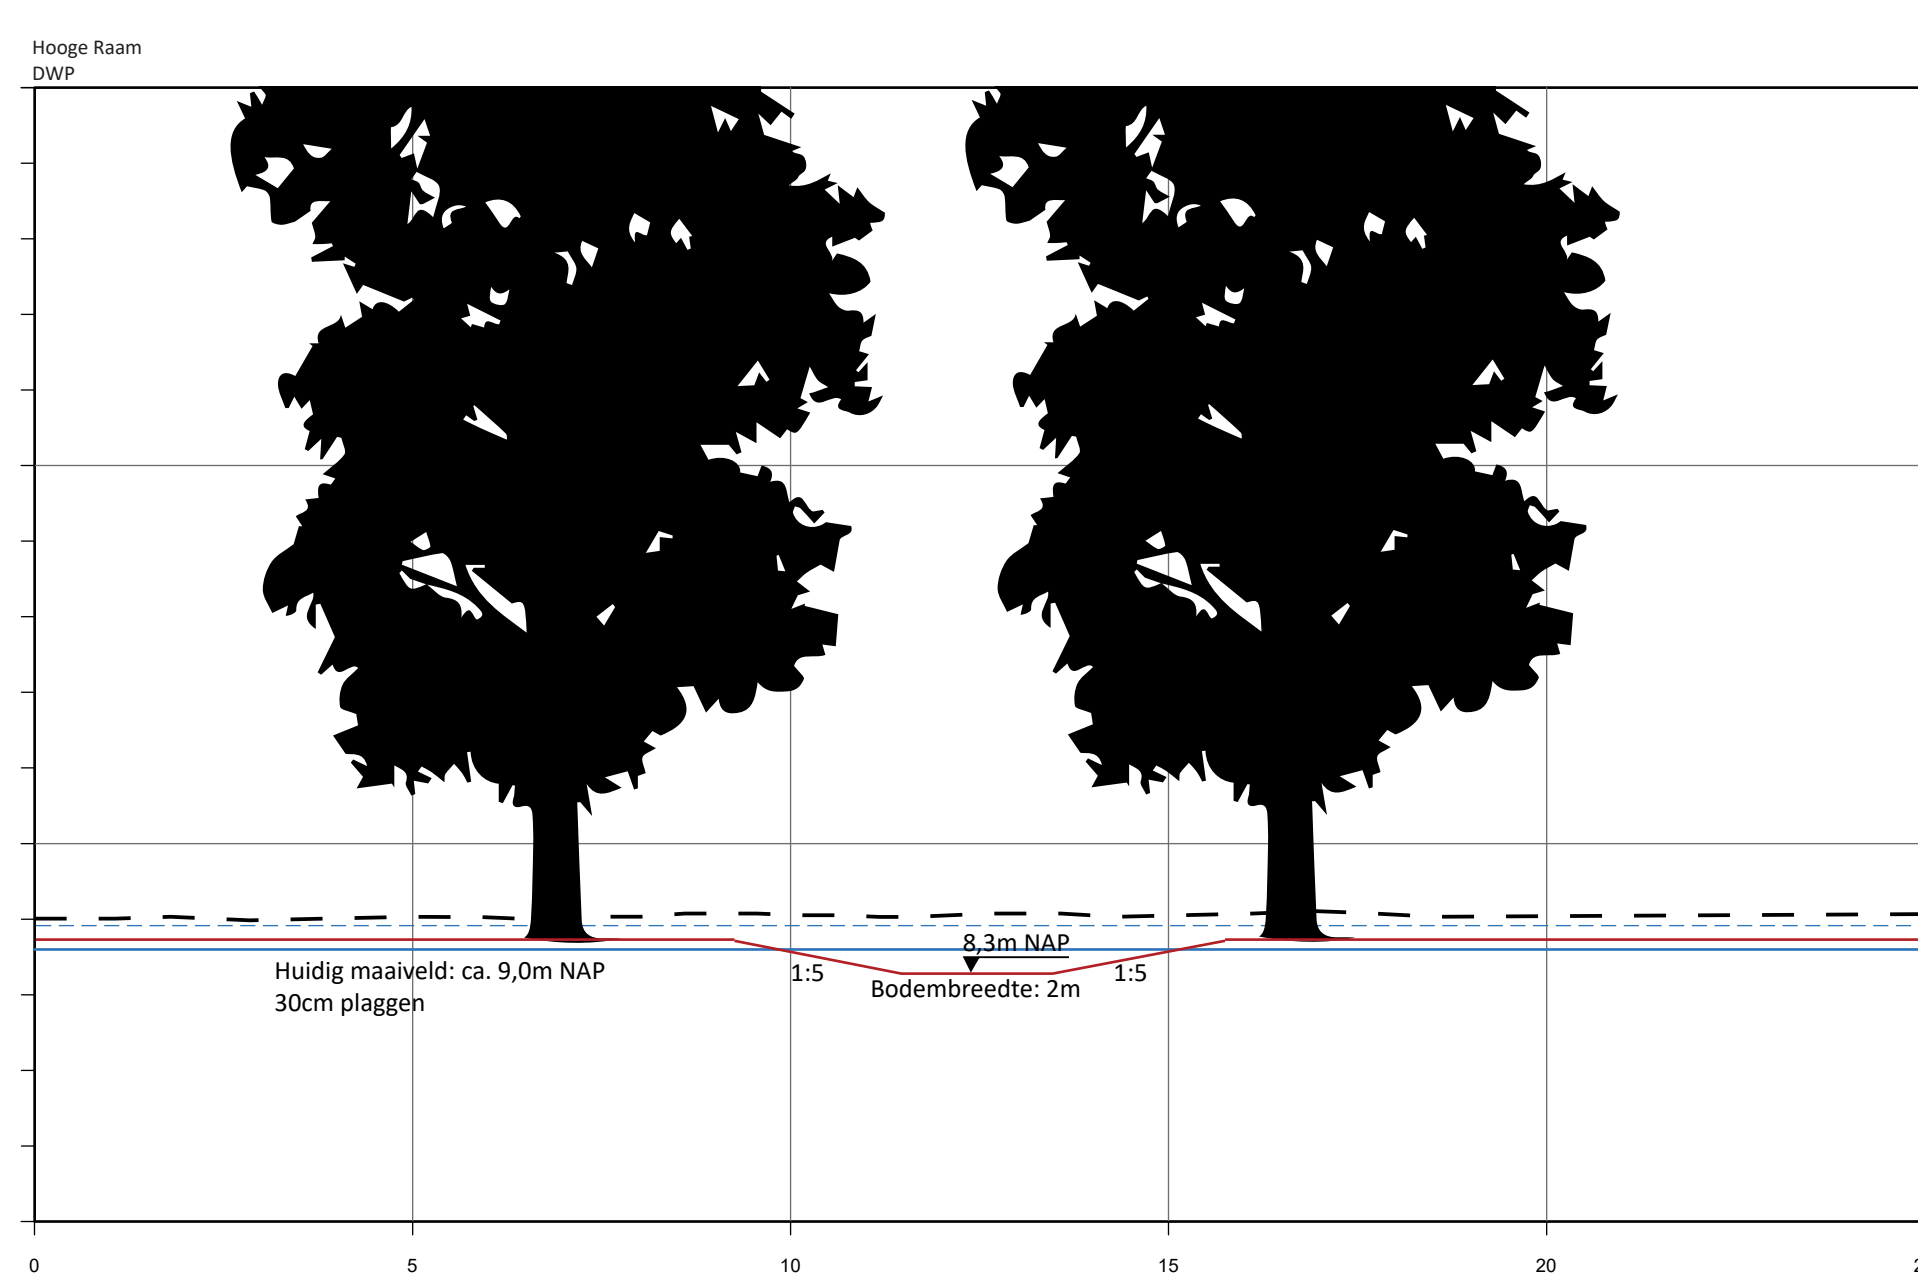 Hooge Raam
DWP
8,3m NAP
Huidig maaiveld: ca. 9,0m NAP
1:5
1:5
Bodembreedte: 2m
30cm plaggen
0
5
10
15
20